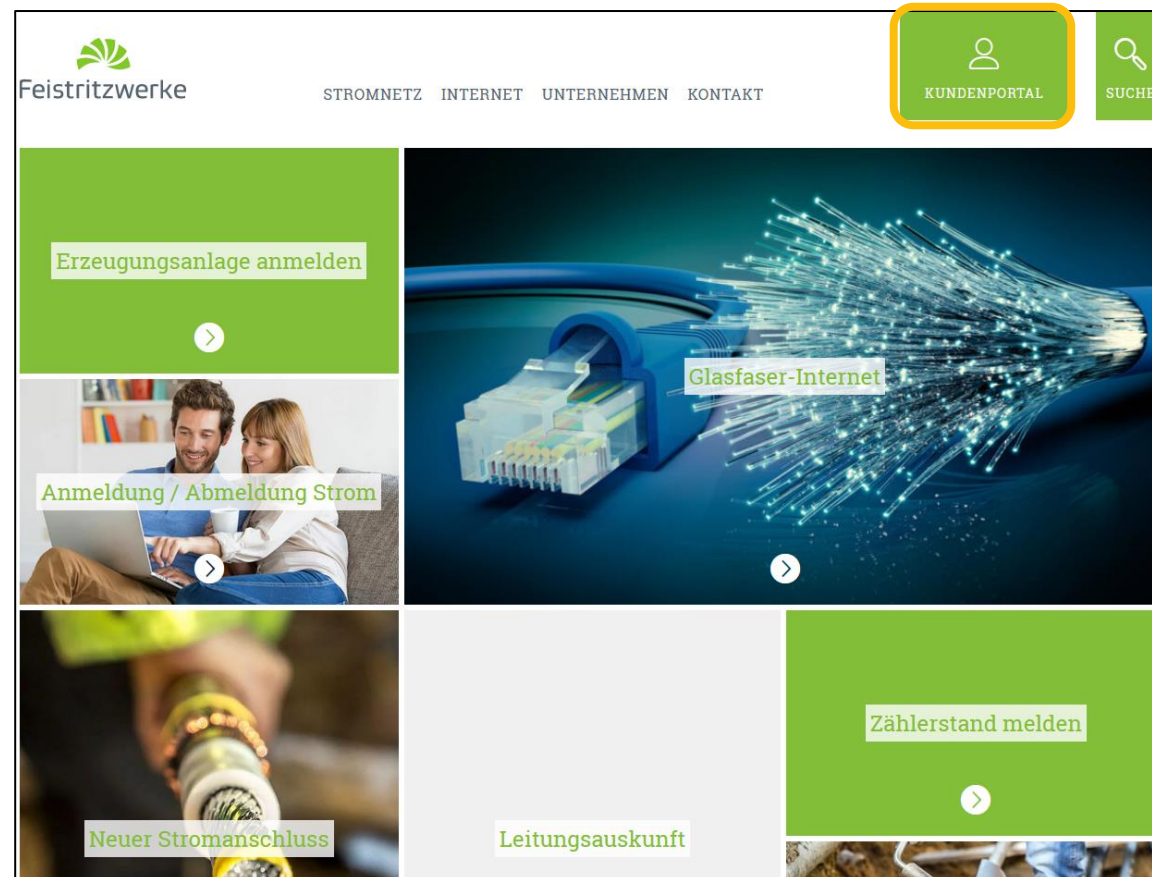 Feistritzwerke
STROMNETZ INTERNET UNTERNEHMEN KONTAKT
KUNDENPORTAL
SUCHE
Erzeugungsanlage anmelden
Glasfaser-Internet
Anmeldung / Abmeldung Strom
Zählerstand melden
Neuer Stromanschluss
Leitungsauskunft